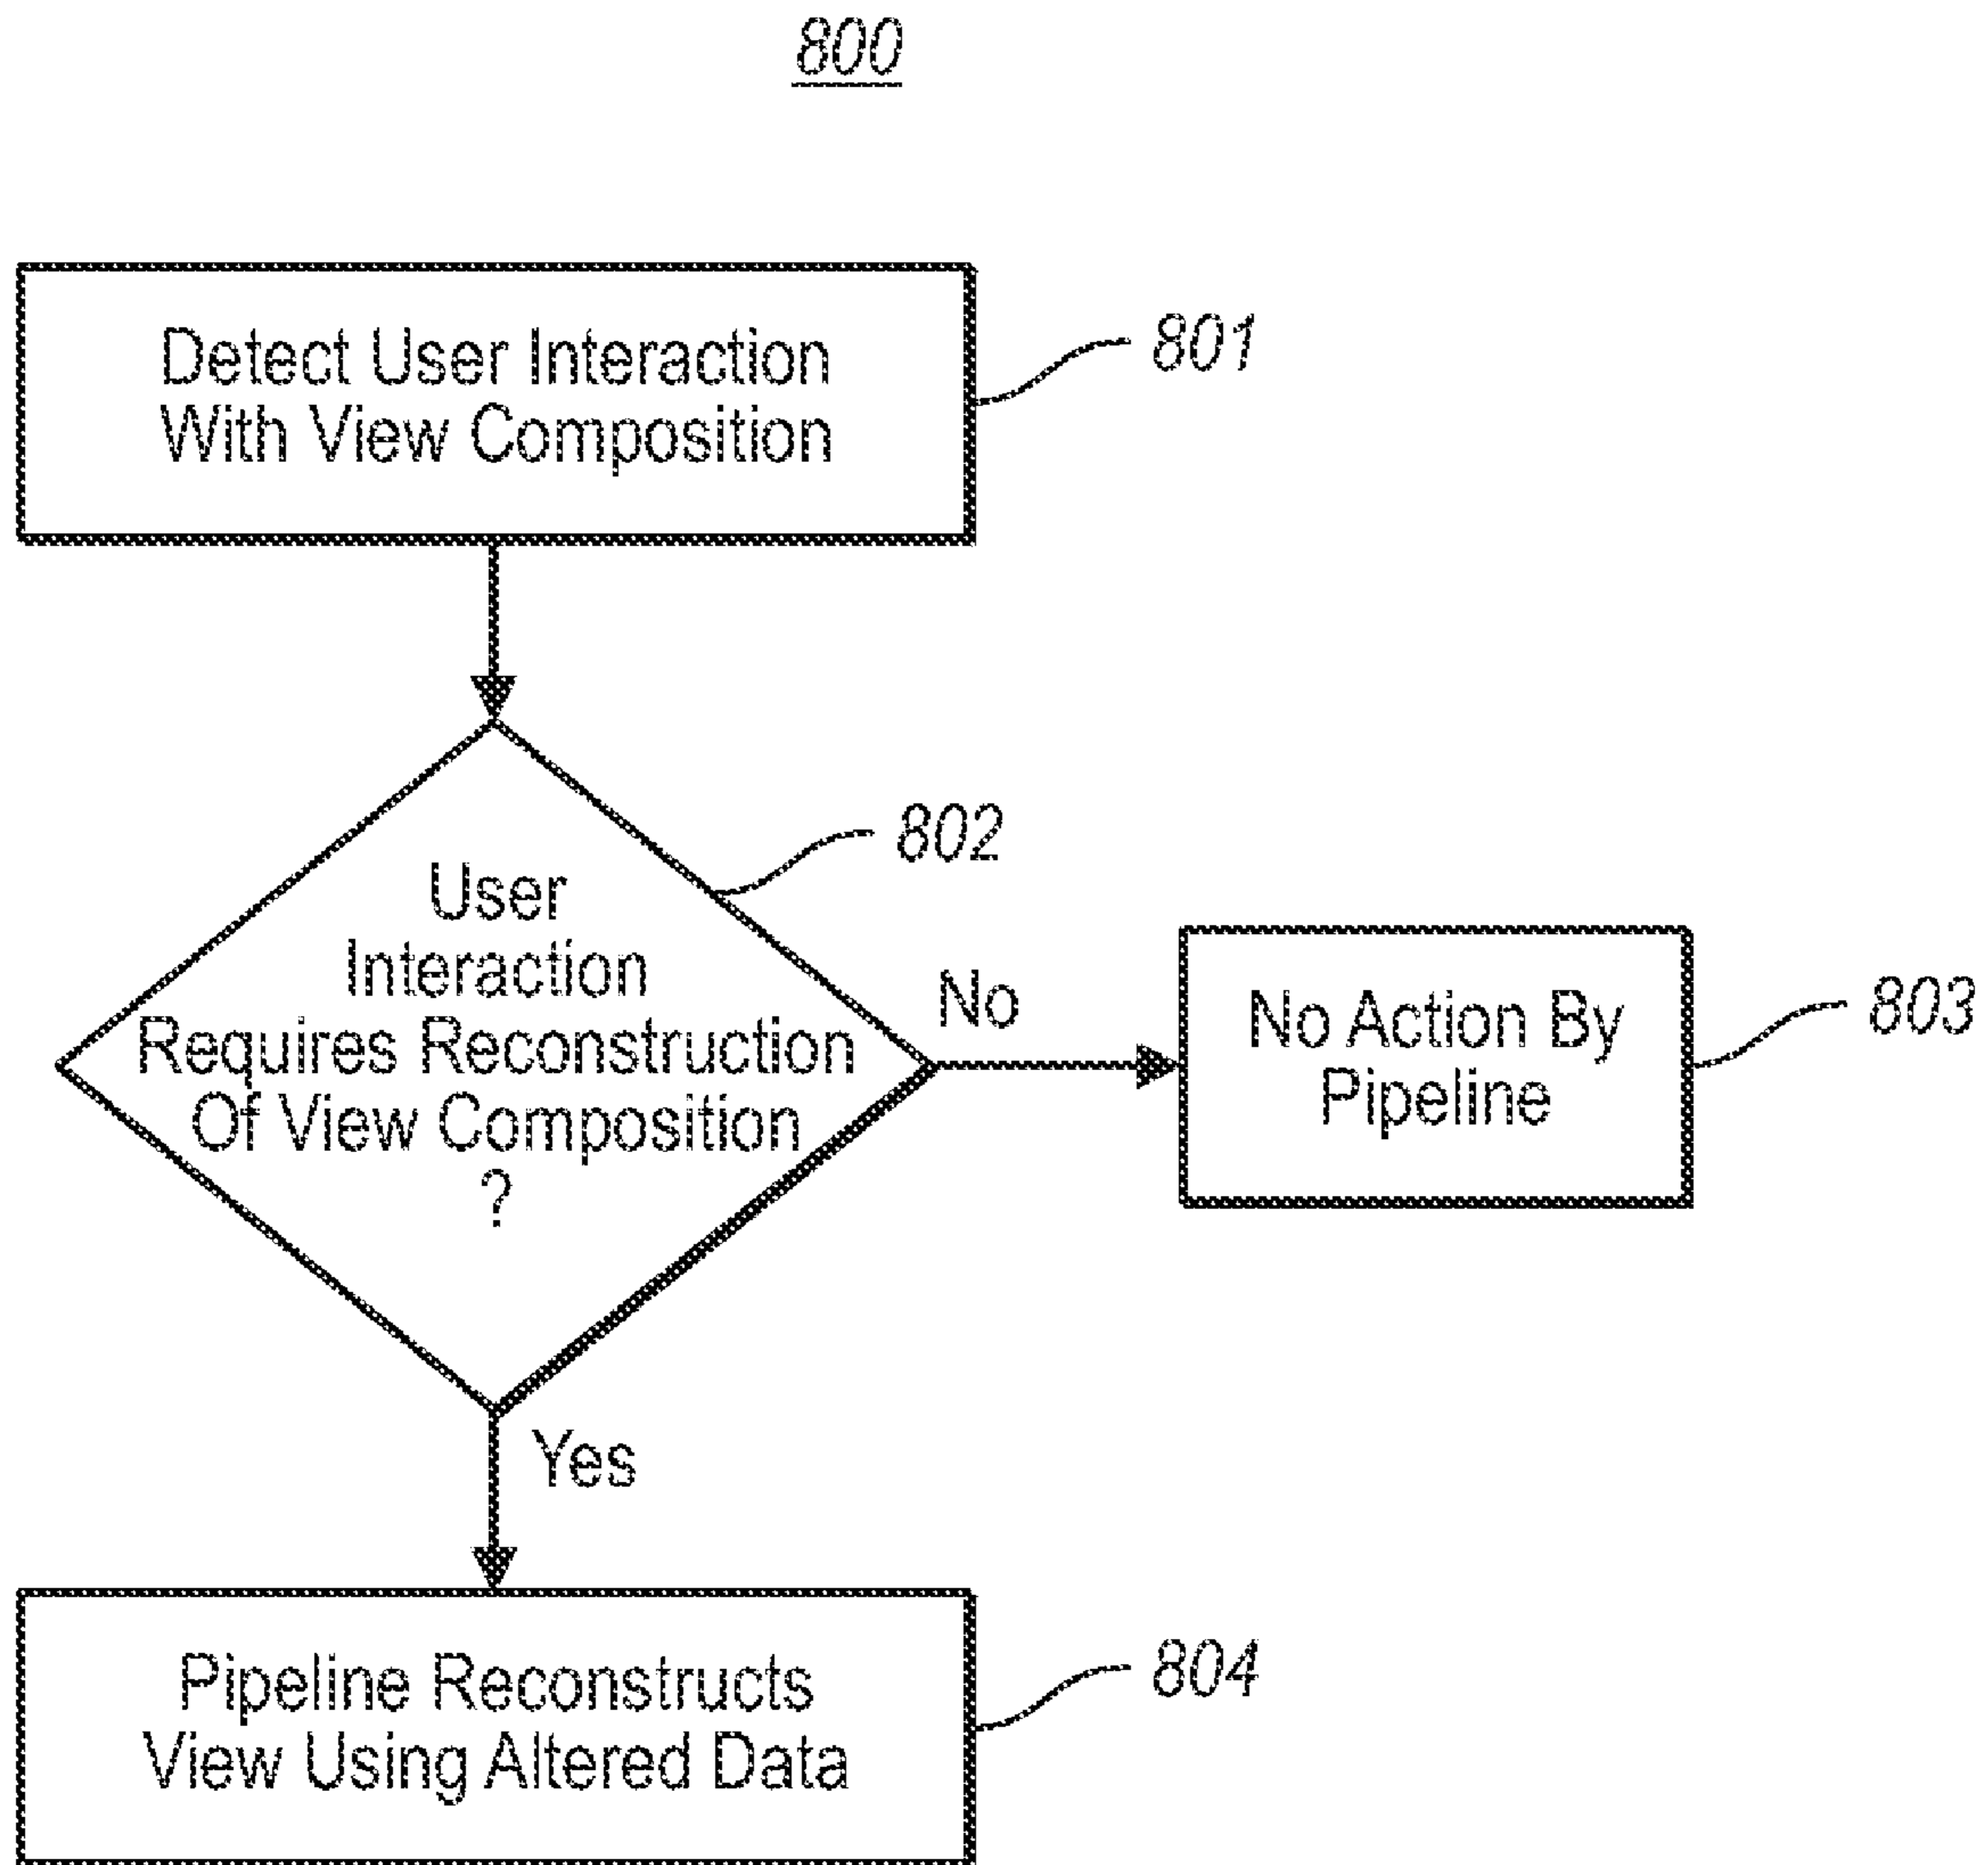 800
Detect User Interaction
With View Composition
801
User
Interaction
Requires Reconstruction
Of View Composition
?
802
No
No Action By
Pipeline
803
Yes
Pipeline Reconstructs
View Using Altered Data
804